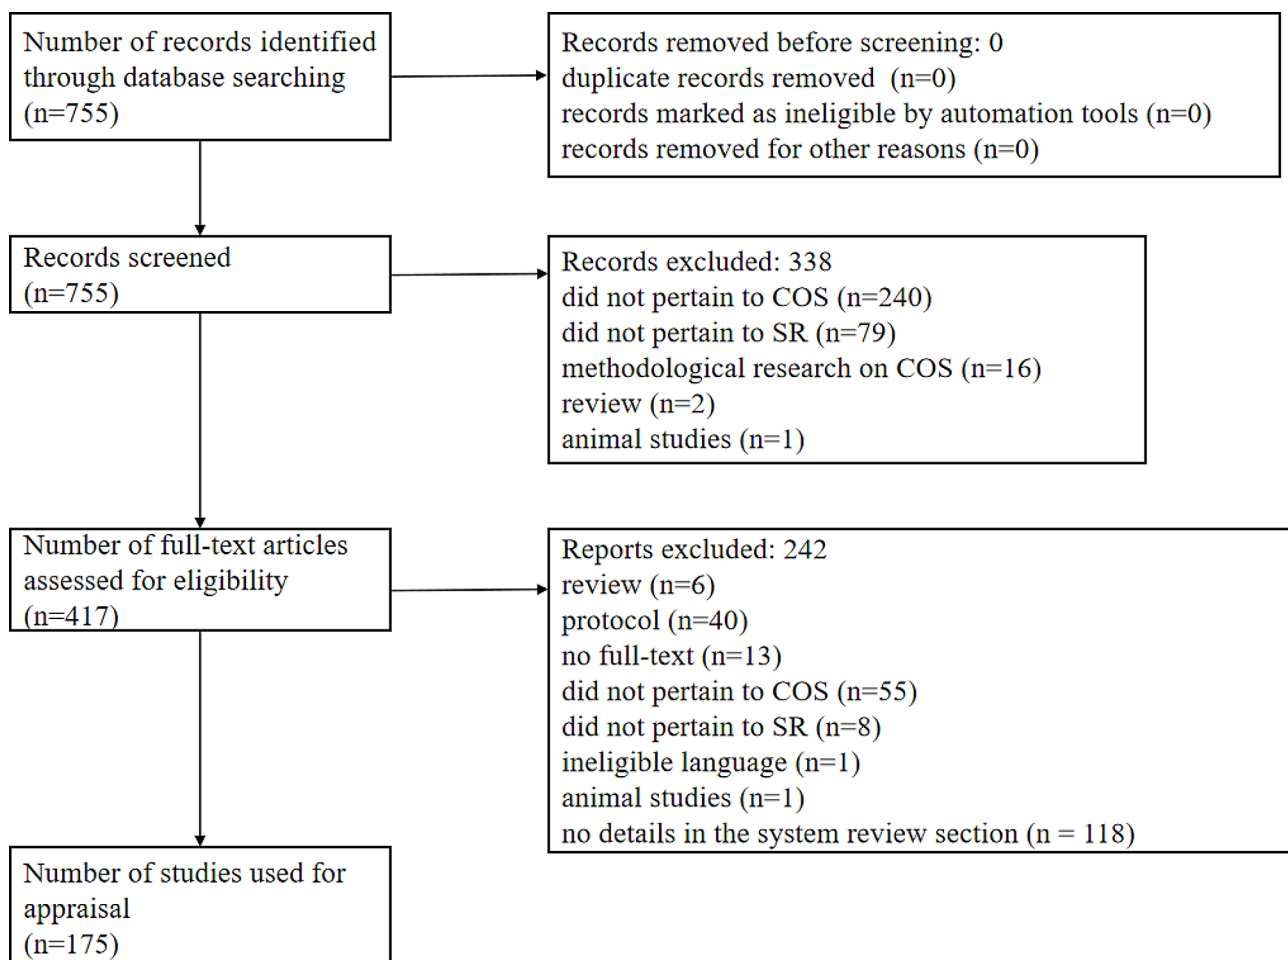 Number of records identified
through database searching
(n=755)
Records removed before screening: 0
duplicate records removed  (n=0)
records marked as ineligible by automation tools (n=0)
records removed for other reasons (n=0)
Records screened
(n=755)
Records excluded: 338
did not pertain to COS (n=240)
did not pertain to SR (n=79)
methodological research on COS (n=16)
review (n=2)
animal studies (n=1)
Number of full-text articles
assessed for eligibility
(n=417)
Reports excluded: 242
review (n=6)
protocol (n=40)
no full-text (n=13)
did not pertain to COS (n=55)
did not pertain to SR (n=8)
ineligible language (n=1)
animal studies (n=1)
no details in the system review section (n = 118)
Number of studies used for
appraisal
(n=175)